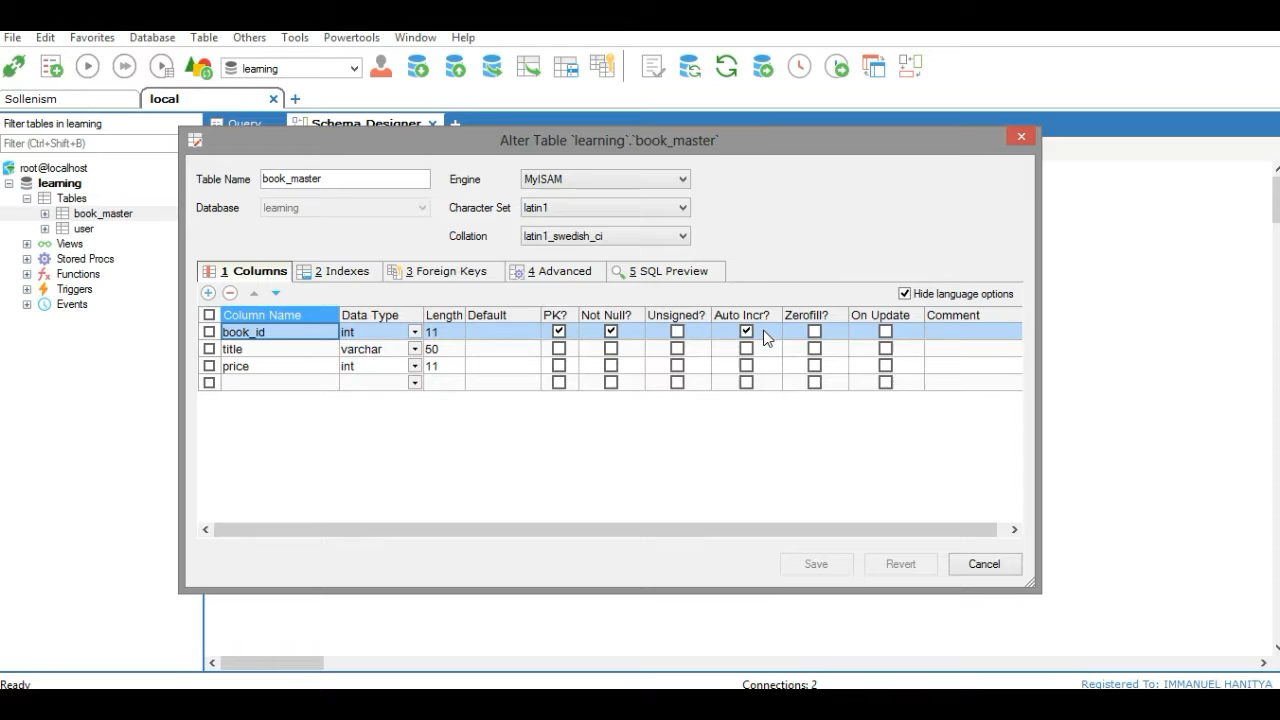 File Edit Favorites Database Table Others Tools Powertools Window Help
learning
Sollenism local
Filter tables in learning
Query Schema Designer
Filter (Ctrl+Shift+B)
Alter Table `learning`.`book_master`
root@localhost
learning
Tables
book_master
user
Views
Stored Procs
Functions
Triggers
Events
Table Name book_master Engine MyISAM
Database learning Character Set latin1
Collation latin1_swedish_ci
1 Columns 2 Indexes 3 Foreign Keys 4 Advanced 5 SQL Preview
Hide language options
Column Name Data Type Length Default PK? Not Null? Unsigned? Auto Incr? Zerofill? On Update Comment
book_id int 11
title varchar 50
price int 11
Save Revert Cancel
Ready Connections: 2 Registered To: IMMANUEL HANITYA